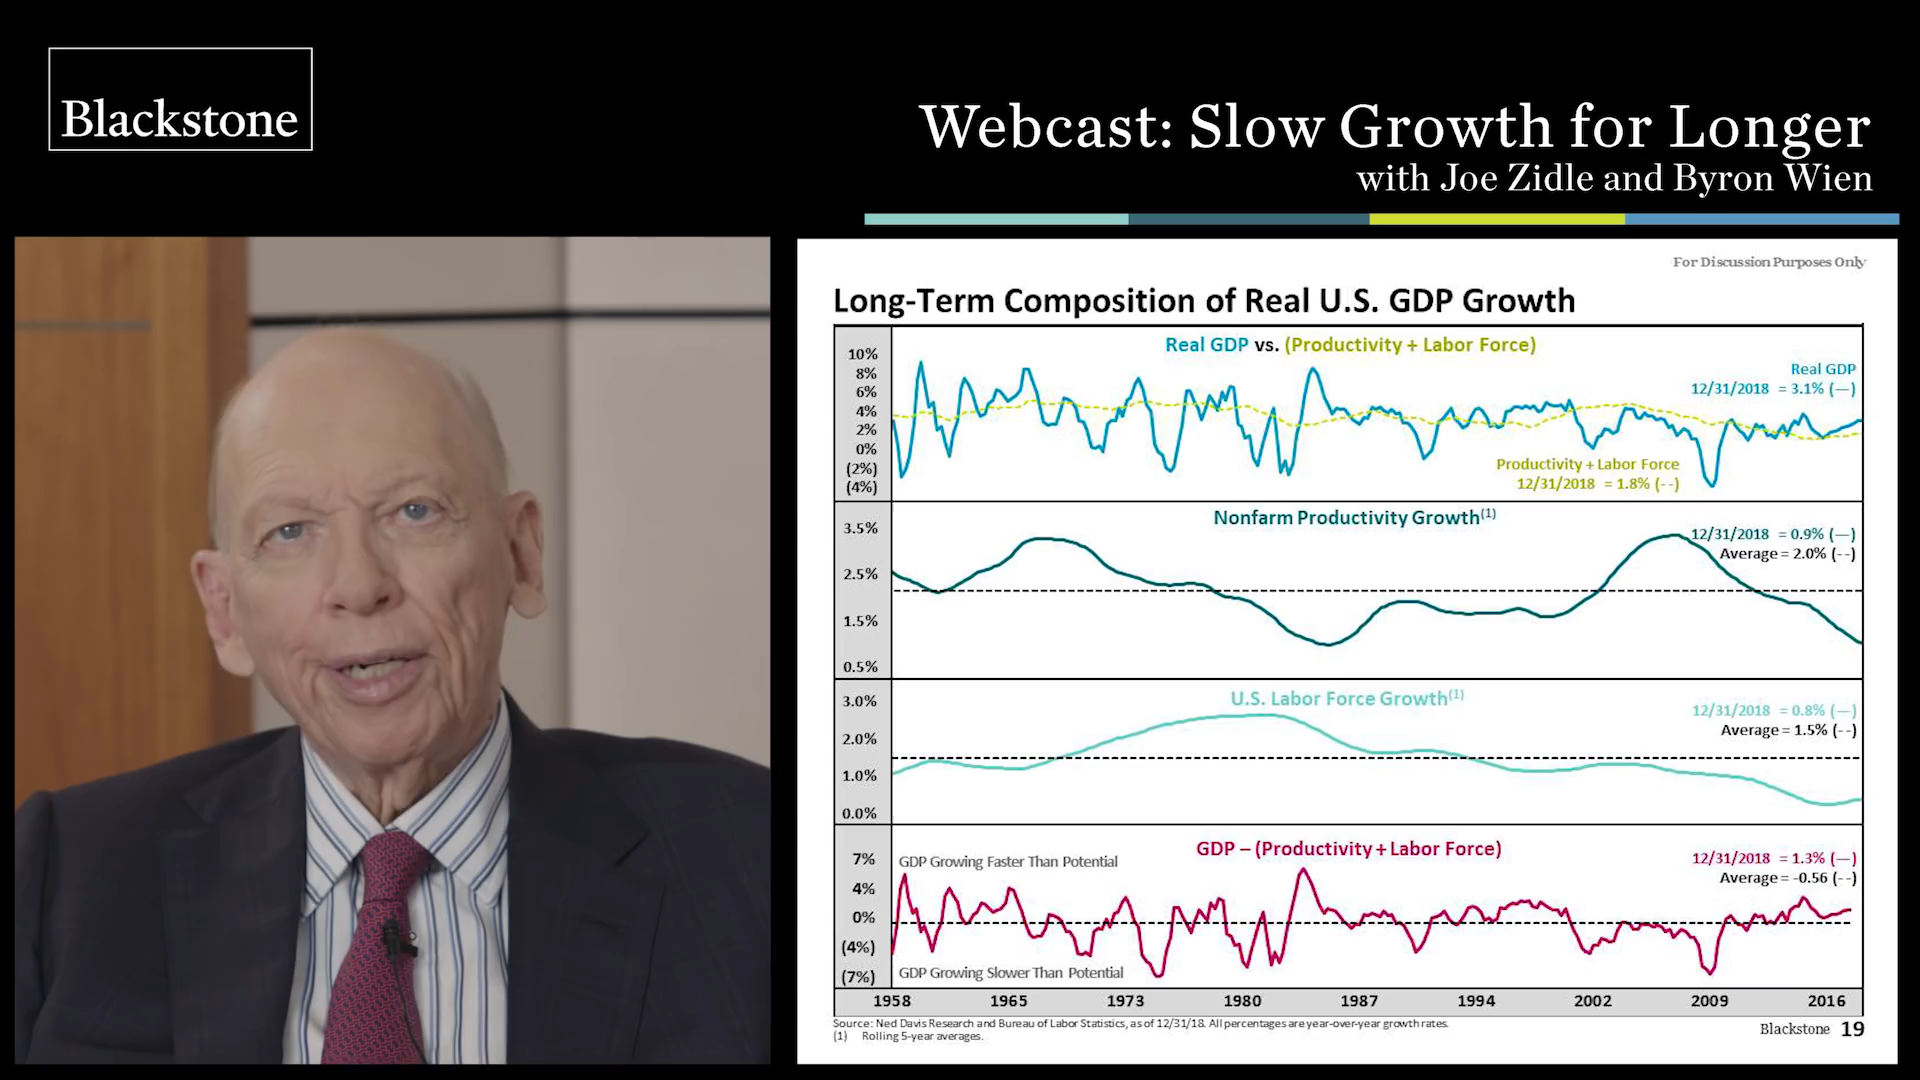 Blackstone
Webcast: Slow Growth for Longer
with Joe Zidle and Byron Wien
For Discussion Purposes Only
Long-Term Composition of Real U.S. GDP Growth
Real GDP vs. (Productivity + Labor Force)
10%
8%
6%
4%
2%
0%
(2%)
(4%)
Real GDP
12/31/2018 = 3.1% (—)
Productivity + Labor Force
12/31/2018 = 1.8% (--)
Nonfarm Productivity Growth(1)
3.5%
2.5%
1.5%
0.5%
12/31/2018 = 0.9% (—)
Average = 2.0% (--)
U.S. Labor Force Growth(1)
3.0%
2.0%
1.0%
0.0%
12/31/2018 = 0.8% (—)
Average = 1.5% (--)
GDP – (Productivity + Labor Force)
7%
4%
0%
(4%)
(7%)
GDP Growing Faster Than Potential
12/31/2018 = 1.3% (—)
Average = -0.56 (--)
GDP Growing Slower Than Potential
1958 1965 1973 1980 1987 1994 2002 2009 2016
Source: Ned Davis Research and Bureau of Labor Statistics, as of 12/31/18. All percentages are year-over-year growth rates.
(1) Rolling 5-year averages.
Blackstone 19